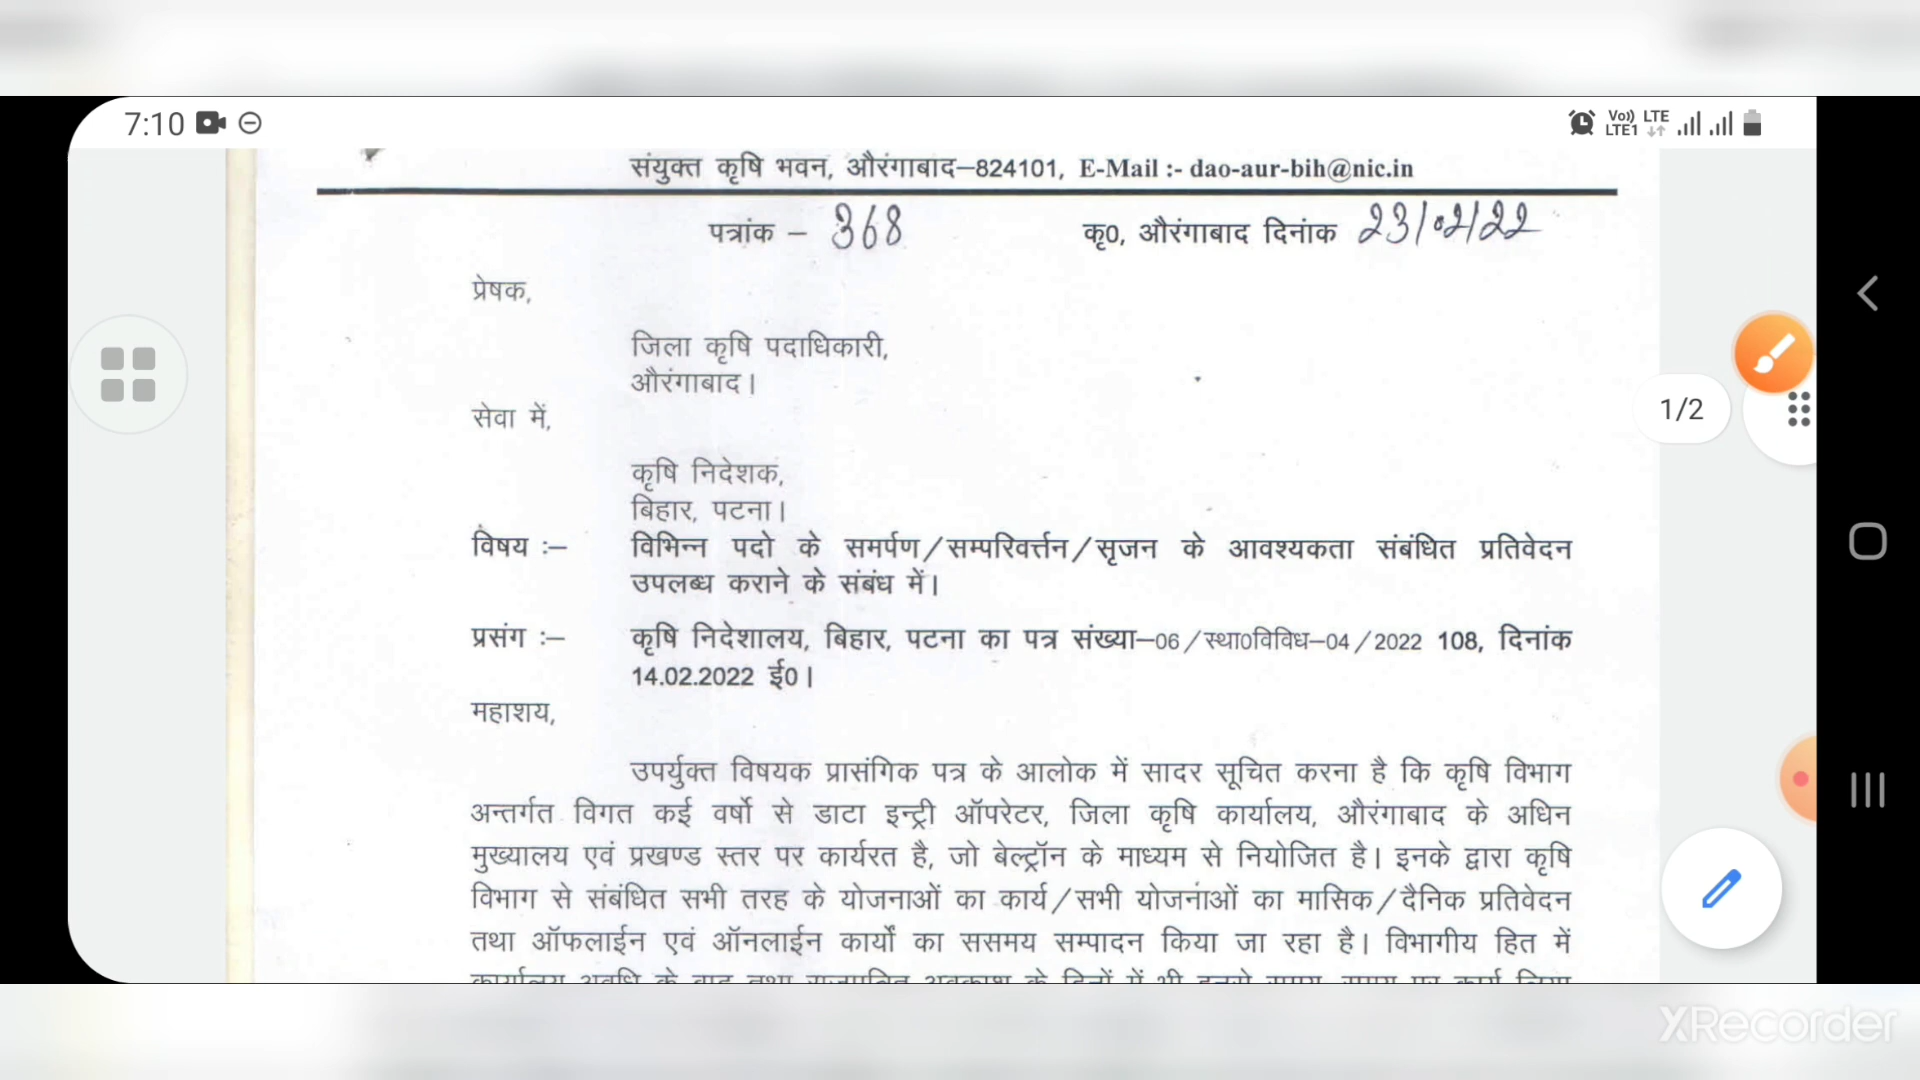 7:10
Vo)) LTE
LTE1
संयुक्त कृषि भवन, औरंगाबाद–824101, E-Mail :- dao-aur-bih@nic.in
पत्रांक – 368 कृ0, औरंगाबाद दिनांक 23/02/22
प्रेषक,
जिला कृषि पदाधिकारी,
औरंगाबाद।
1/2
सेवा में,
कृषि निदेशक,
बिहार, पटना।
विषय :– विभिन्न पदो के समर्पण/सम्परिवर्त्तन/सृजन के आवश्यकता संबंधित प्रतिवेदन
उपलब्ध कराने के संबंध में।
प्रसंग :– कृषि निदेशालय, बिहार, पटना का पत्र संख्या–06/स्था0विविध–04/2022 108, दिनांक
14.02.2022 ई0।
महाशय,
उपर्युक्त विषयक प्रासंगिक पत्र के आलोक में सादर सूचित करना है कि कृषि विभाग
अन्तर्गत विगत कई वर्षो से डाटा इन्ट्री ऑपरेटर, जिला कृषि कार्यालय, औरंगाबाद के अधिन
मुख्यालय एवं प्रखण्ड स्तर पर कार्यरत है, जो बेल्ट्रॉन के माध्यम से नियोजित है। इनके द्वारा कृषि
विभाग से संबंधित सभी तरह के योजनाओं का कार्य/सभी योजनाओं का मासिक/दैनिक प्रतिवेदन
तथा ऑफलाईन एवं ऑनलाईन कार्यो का ससमय सम्पादन किया जा रहा है। विभागीय हित में
XRecorder